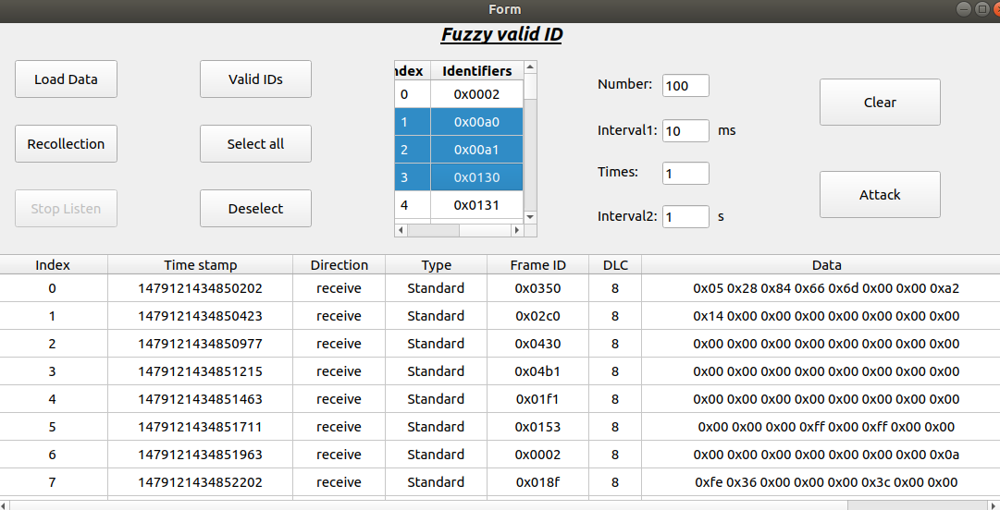 Form
Fuzzy valid ID
Load Data
Valid IDs
Recollection
Select all
Stop Listen
Deselect
ndex Identifiers
0 0x0002
1 0x00a0
2 0x00a1
3 0x0130
4 0x0131
Number: 100
Interval1: 10 ms
Times: 1
Interval2: 1 s
Clear
Attack
Index Time stamp Direction Type Frame ID DLC Data
0 1479121434850202 receive Standard 0x0350 8 0x05 0x28 0x84 0x66 0x6d 0x00 0x00 0xa2
1 1479121434850423 receive Standard 0x02c0 8 0x14 0x00 0x00 0x00 0x00 0x00 0x00 0x00
2 1479121434850977 receive Standard 0x0430 8 0x00 0x00 0x00 0x00 0x00 0x00 0x00 0x00
3 1479121434851215 receive Standard 0x04b1 8 0x00 0x00 0x00 0x00 0x00 0x00 0x00 0x00
4 1479121434851463 receive Standard 0x01f1 8 0x00 0x00 0x00 0x00 0x00 0x00 0x00 0x00
5 1479121434851711 receive Standard 0x0153 8 0x00 0x00 0x00 0xff 0x00 0xff 0x00 0x00
6 1479121434851963 receive Standard 0x0002 8 0x00 0x00 0x00 0x00 0x00 0x00 0x00 0x0a
7 1479121434852202 receive Standard 0x018f 8 0xfe 0x36 0x00 0x00 0x00 0x3c 0x00 0x00